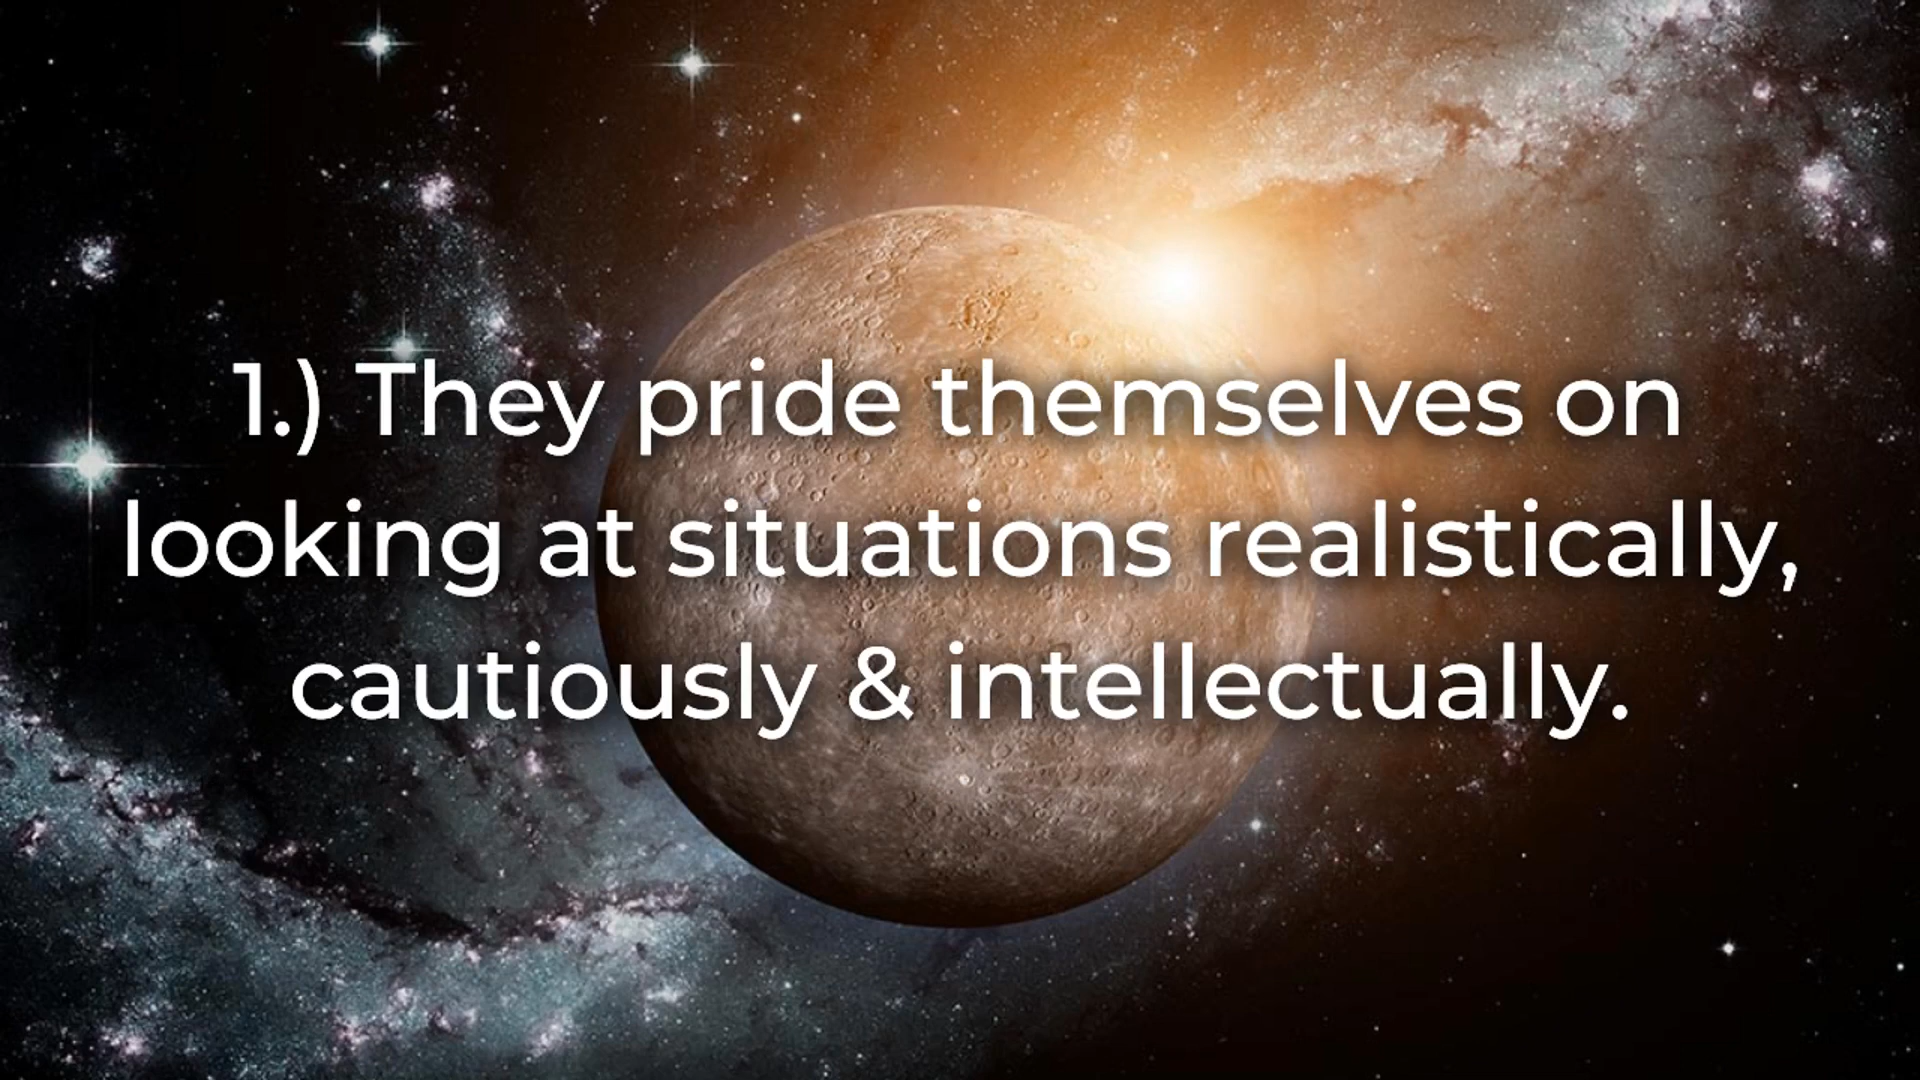 1.) They pride themselves on
looking at situations realistically,
cautiously & intellectually.